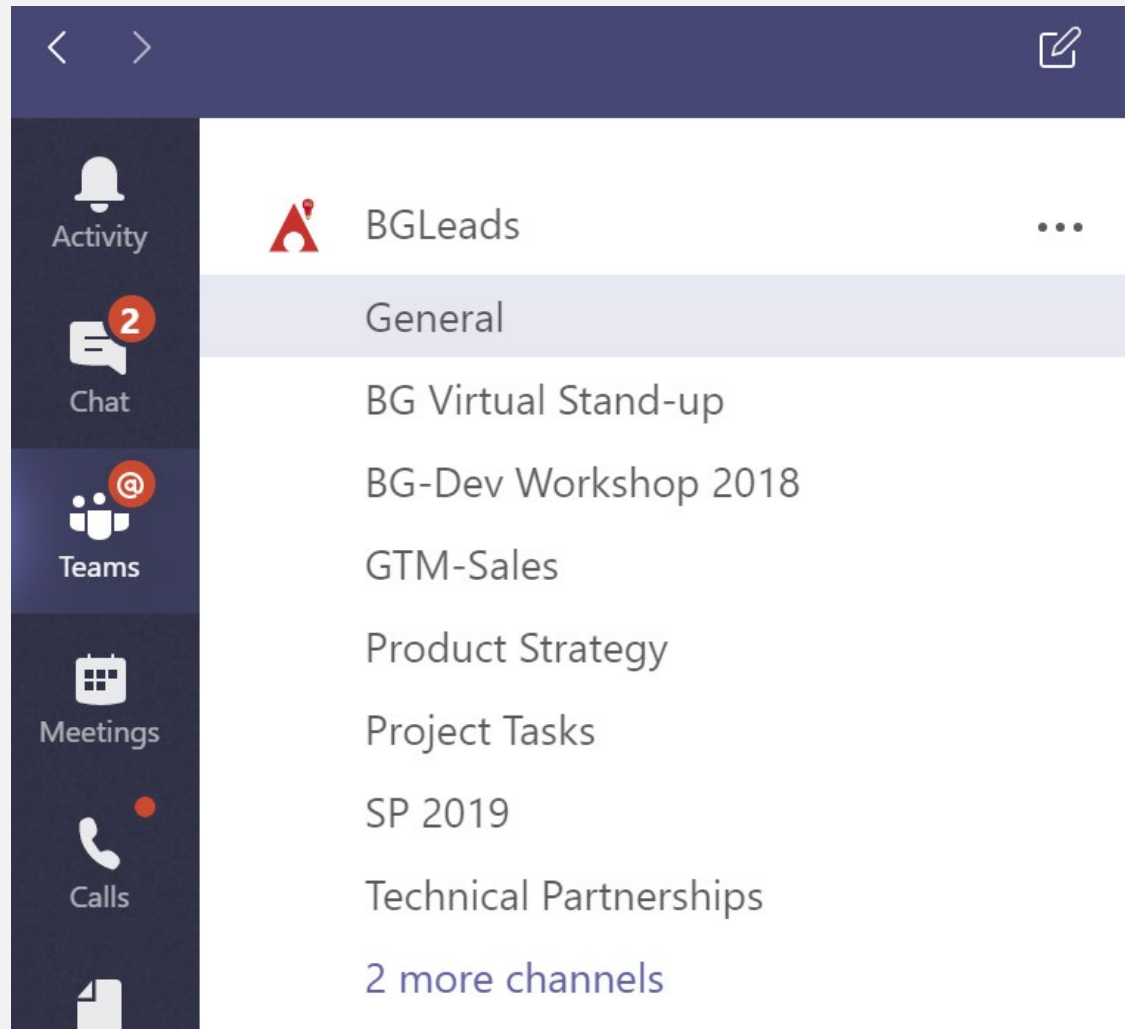 Activity
2
Chat
@
Teams
Meetings
Calls
BGLeads
General
BG Virtual Stand-up
BG-Dev Workshop 2018
GTM-Sales
Product Strategy
Project Tasks
SP 2019
Technical Partnerships
2 more channels